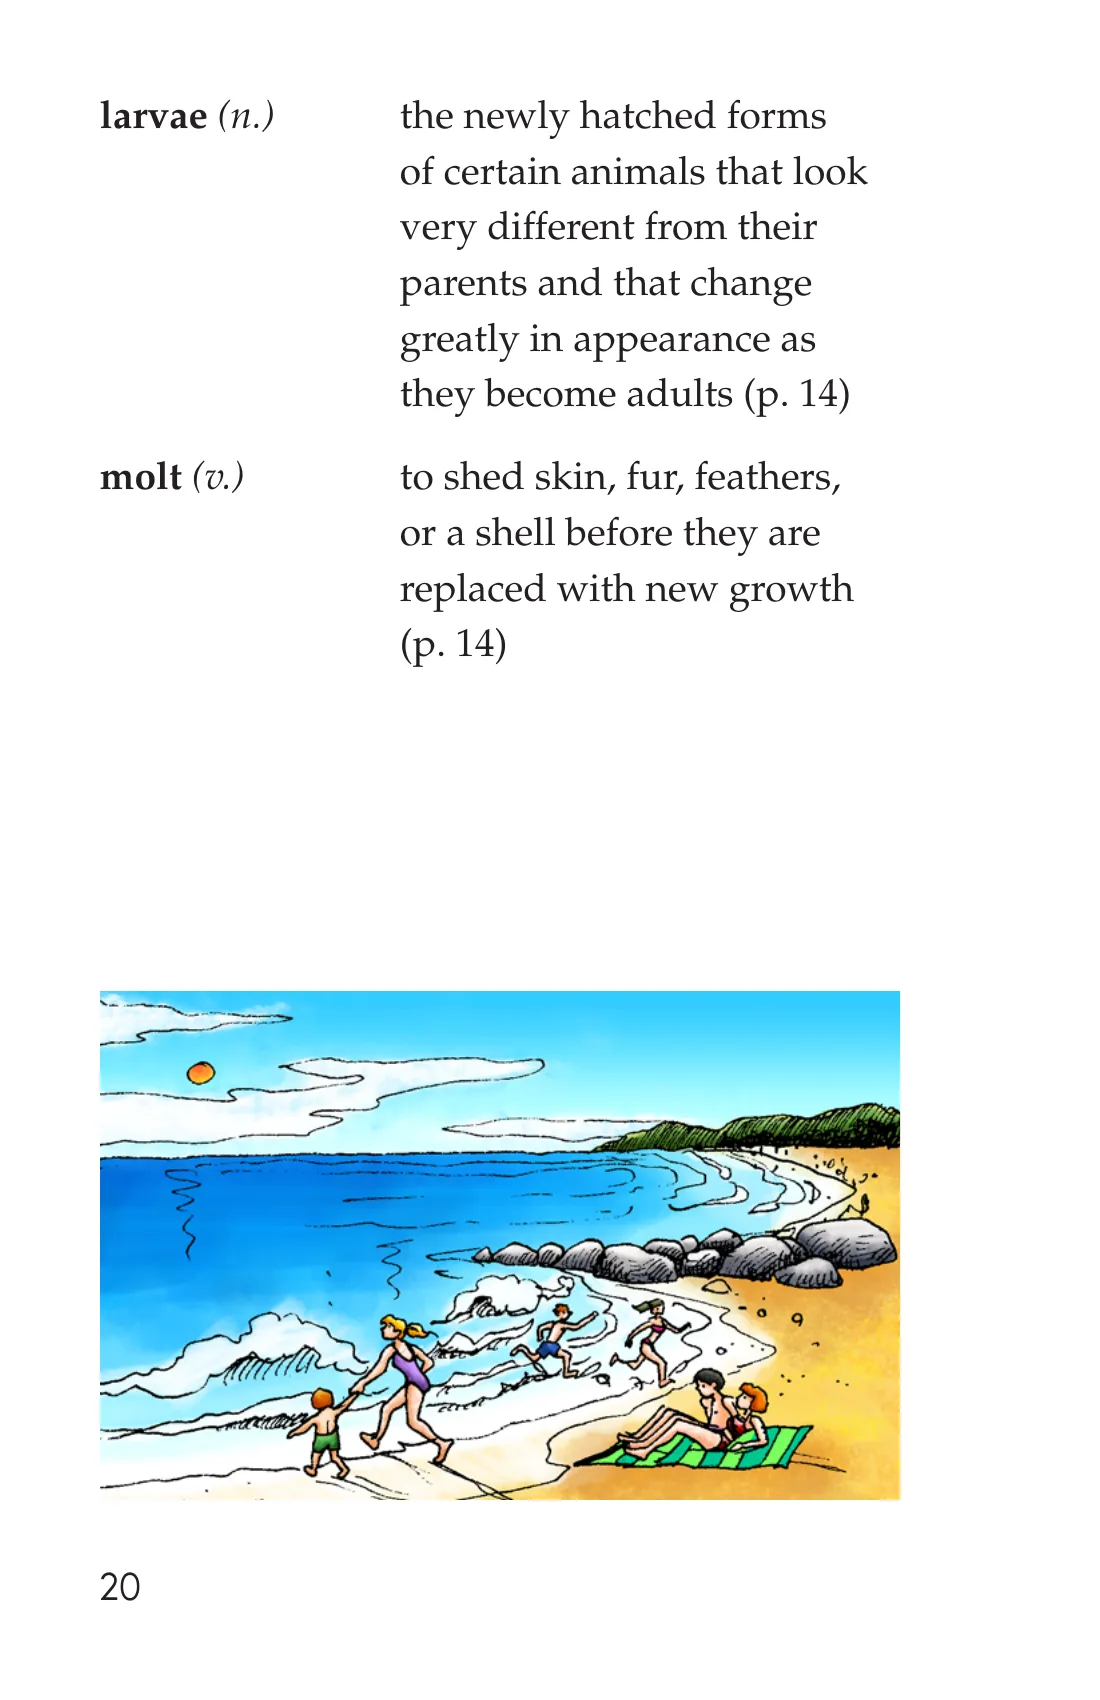 larvae (n.) the newly hatched forms
of certain animals that look
very different from their
parents and that change
greatly in appearance as
they become adults (p. 14)
molt (v.) to shed skin, fur, feathers,
or a shell before they are
replaced with new growth
(p. 14)
20